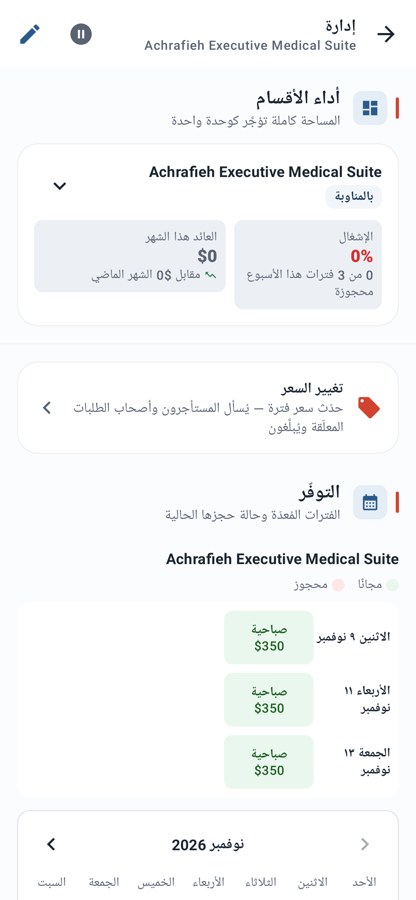 إدارة
Achrafieh Executive Medical Suite
أداء الأقسام
المساحة كاملة تؤجَّر كوحدة واحدة
Achrafieh Executive Medical Suite
بالمناوبة
الإشغال
0%
0 من 3 فترات هذا الأسبوع
محجوزة
العائد هذا الشهر
$0
مقابل $0 الشهر الماضي
تغيير السعر
حدّث سعر فترة — يُسأل المستأجرون وأصحاب الطلبات
المعلّقة ويُبلَّغون
التوفّر
الفترات المُعدّة وحالة حجزها الحالية
Achrafieh Executive Medical Suite
مجانًا
محجوز
الاثنين ٩ نوفمبر
صباحية
$350
الأربعاء ١١
نوفمبر
صباحية
$350
الجمعة ١٣
نوفمبر
صباحية
$350
نوفمبر 2026
الأحد الاثنين الثلاثاء الأربعاء الخميس الجمعة السبت